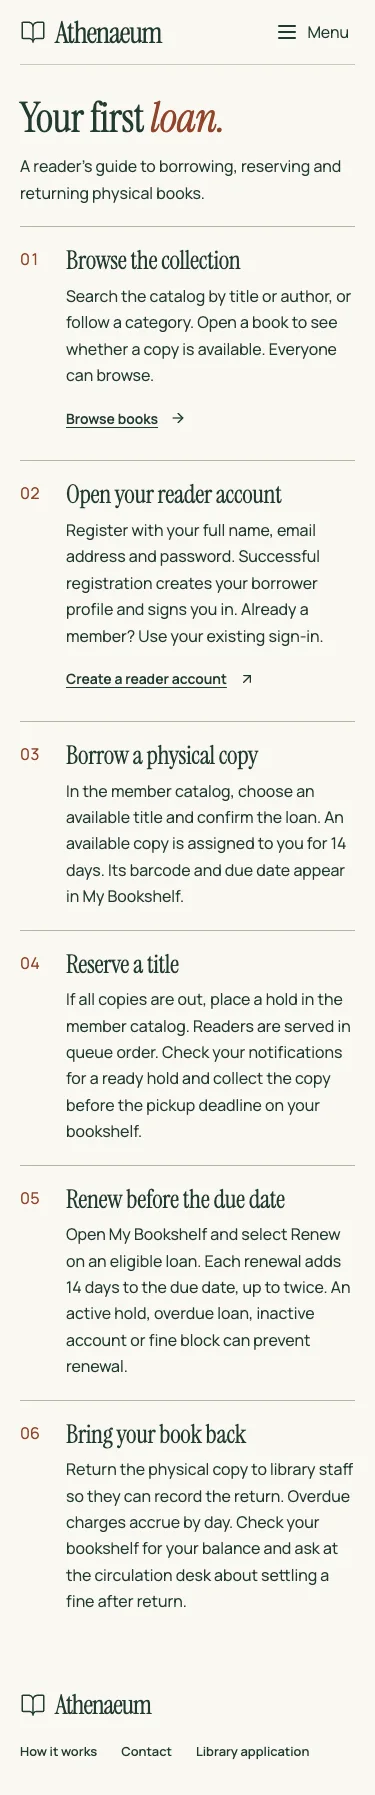 Athenaeum
Menu
Your first loan.
A reader's guide to borrowing, reserving and
returning physical books.
01
Browse the collection
Search the catalog by title or author, or
follow a category. Open a book to see
whether a copy is available. Everyone
can browse.
Browse books →
02
Open your reader account
Register with your full name, email
address and password. Successful
registration creates your borrower
profile and signs you in. Already a
member? Use your existing sign-in.
Create a reader account ↗
03
Borrow a physical copy
In the member catalog, choose an
available title and confirm the loan. An
available copy is assigned to you for 14
days. Its barcode and due date appear
in My Bookshelf.
04
Reserve a title
If all copies are out, place a hold in the
member catalog. Readers are served in
queue order. Check your notifications
for a ready hold and collect the copy
before the pickup deadline on your
bookshelf.
05
Renew before the due date
Open My Bookshelf and select Renew
on an eligible loan. Each renewal adds
14 days to the due date, up to twice. An
active hold, overdue loan, inactive
account or fine block can prevent
renewal.
06
Bring your book back
Return the physical copy to library staff
so they can record the return. Overdue
charges accrue by day. Check your
bookshelf for your balance and ask at
the circulation desk about settling a
fine after return.
Athenaeum
How it works
Contact
Library application